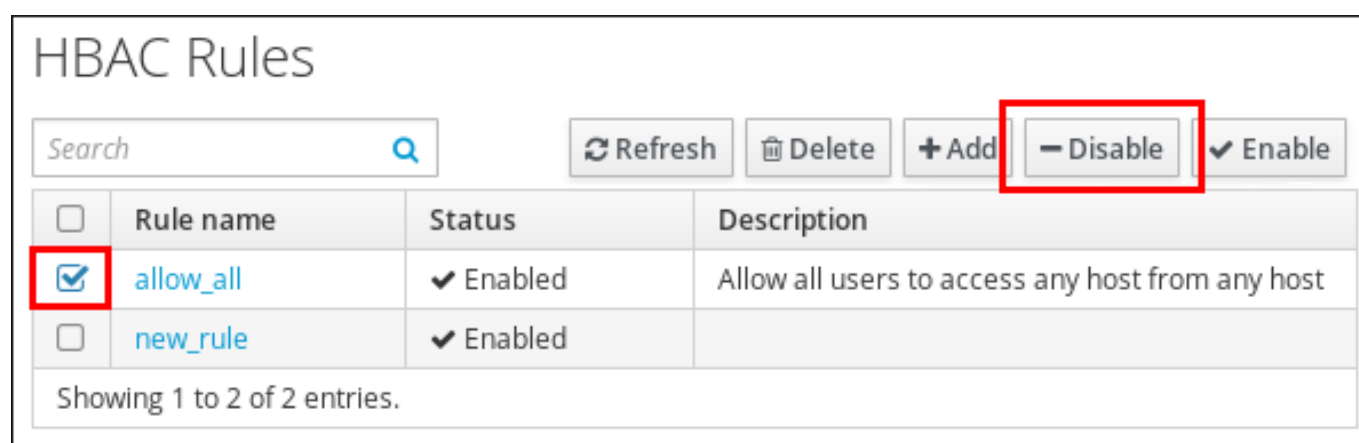 HBAC Rules
Search Refresh Delete Add Disable Enable
Rule name Status Description
allow_all Enabled Allow all users to access any host from any host
new_rule Enabled
Showing 1 to 2 of 2 entries.